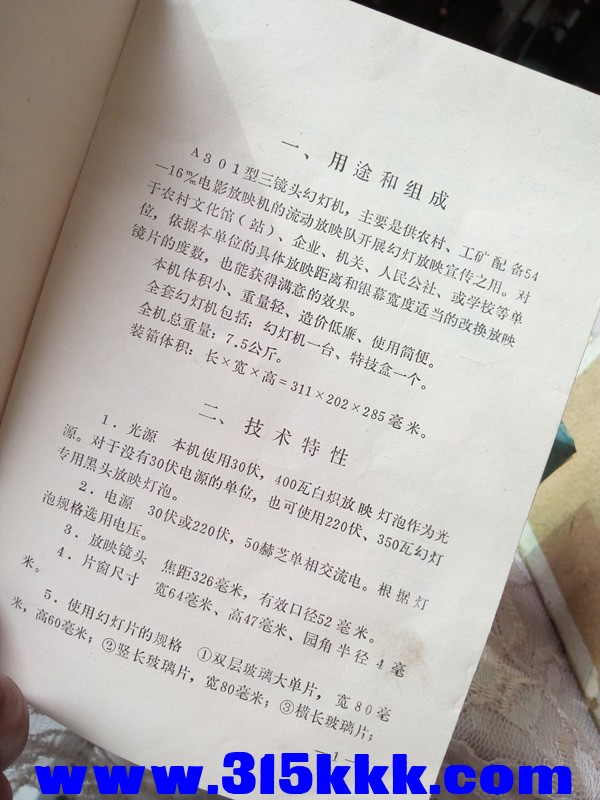 一、用途和组成
A301型三镜头幻灯机，主要是供农村、工矿配备54
—16㎜电影放映机的流动放映队开展幻灯放映宣传之用。对
于农村文化馆（站）、企业、机关、人民公社、或学校等单
位，依据本单位的具体放映距离和银幕宽度适当的改换放映
镜片的度数，也能获得满意的效果。
本机体积小、重量轻、造价低廉、使用简便。
全套幻灯机包括：幻灯机一台、特技盒一个。
全机总重量：7.5公斤。
装箱体积：长×宽×高＝311×202×285毫米。
二、技术特性
1．光源 本机使用30伏，400瓦白炽放映灯泡作为光
源。对于没有30伏电源的单位，也可使用220伏、350瓦幻灯
专用黑头放映灯泡。
2．电源 30伏或220伏，50赫芝单相交流电。根据灯
泡规格选用电压。
3．放映镜头 焦距326毫米，有效口径52毫米。
4．片窗尺寸 宽64毫米、高47毫米、园角半径4毫
米。
5．使用幻灯片的规格 ①双层玻璃大单片，宽80毫
米，高60毫米；②竖长玻璃片，宽80毫米；③横长玻璃片；
—1—
www.315kkk.com